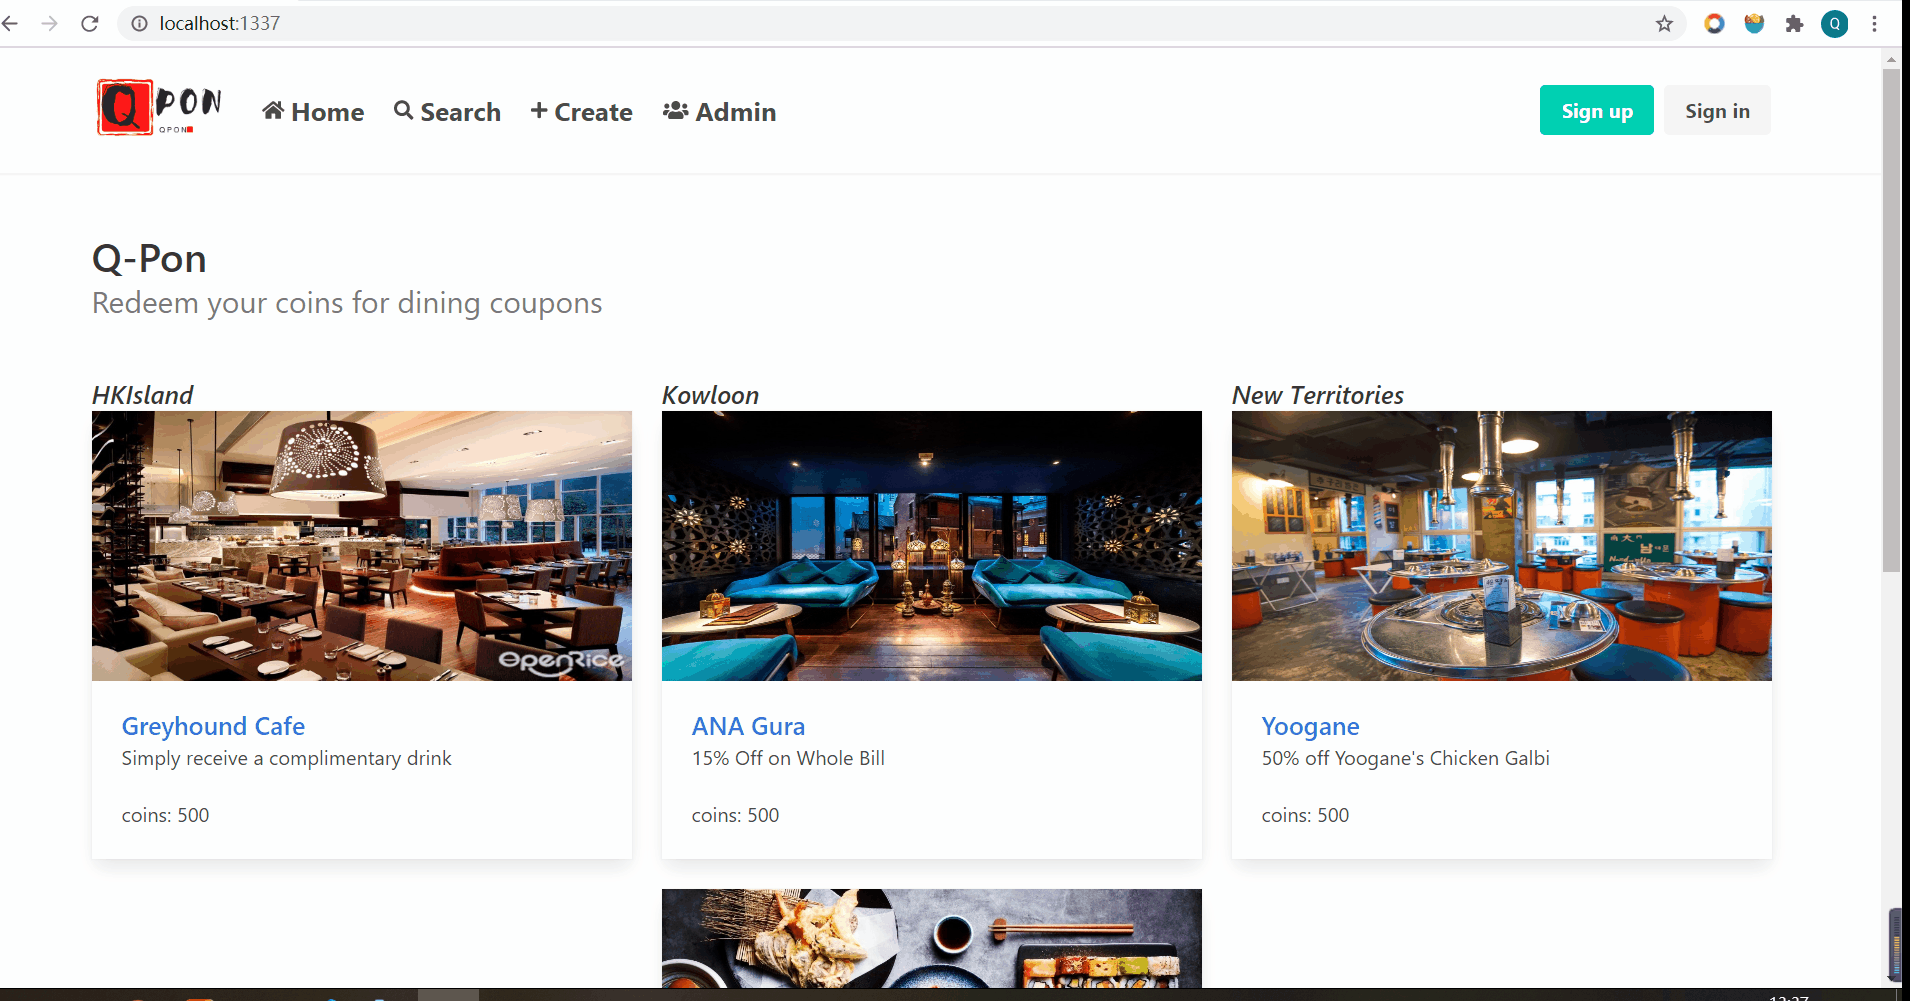 localhost:1337
Q
Q PON
QPON
Home
Search
Create
Admin
Sign up
Sign in
Q-Pon
Redeem your coins for dining coupons
HKIsland
Kowloon
New Territories
OpenRice
Greyhound Cafe
Simply receive a complimentary drink
coins: 500
ANA Gura
15% Off on Whole Bill
coins: 500
Yoogane
50% off Yoogane's Chicken Galbi
coins: 500